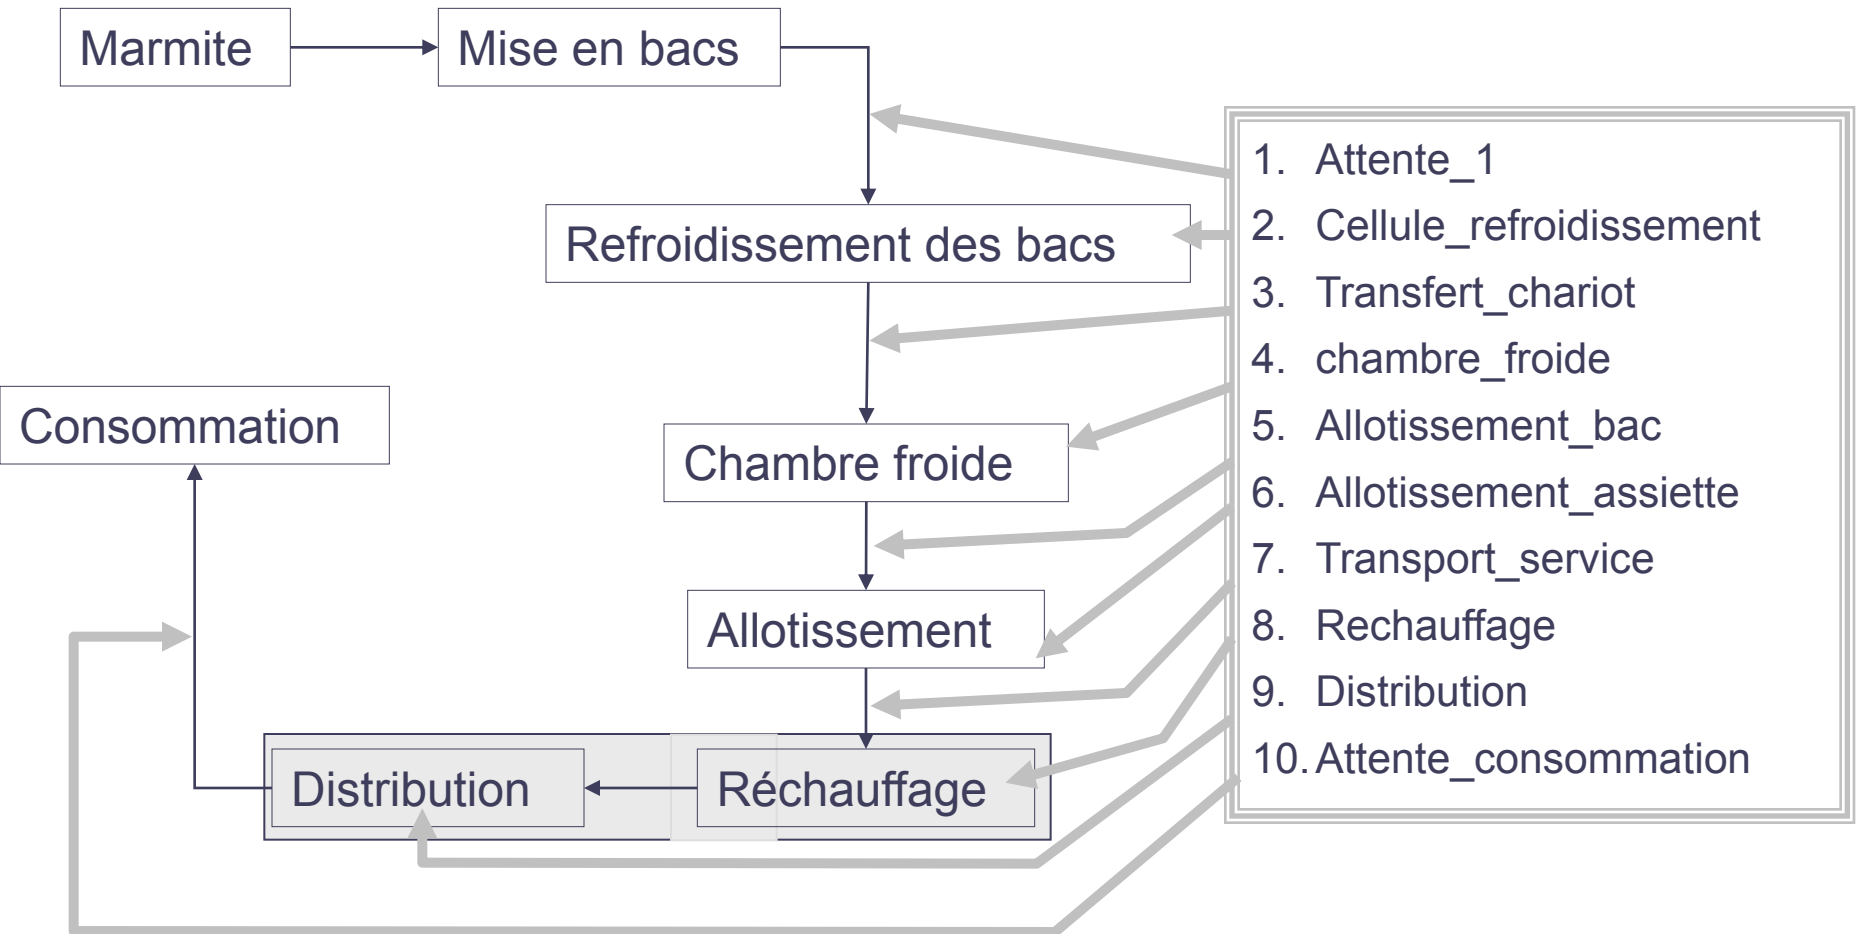 Marmite
Mise en bacs
Refroidissement des bacs
Chambre froide
Allotissement
Réchauffage
Distribution
Consommation
1. Attente_1
2. Cellule_refroidissement
3. Transfert_chariot
4. chambre_froide
5. Allotissement_bac
6. Allotissement_assiette
7. Transport_service
8. Rechauffage
9. Distribution
10. Attente_consommation